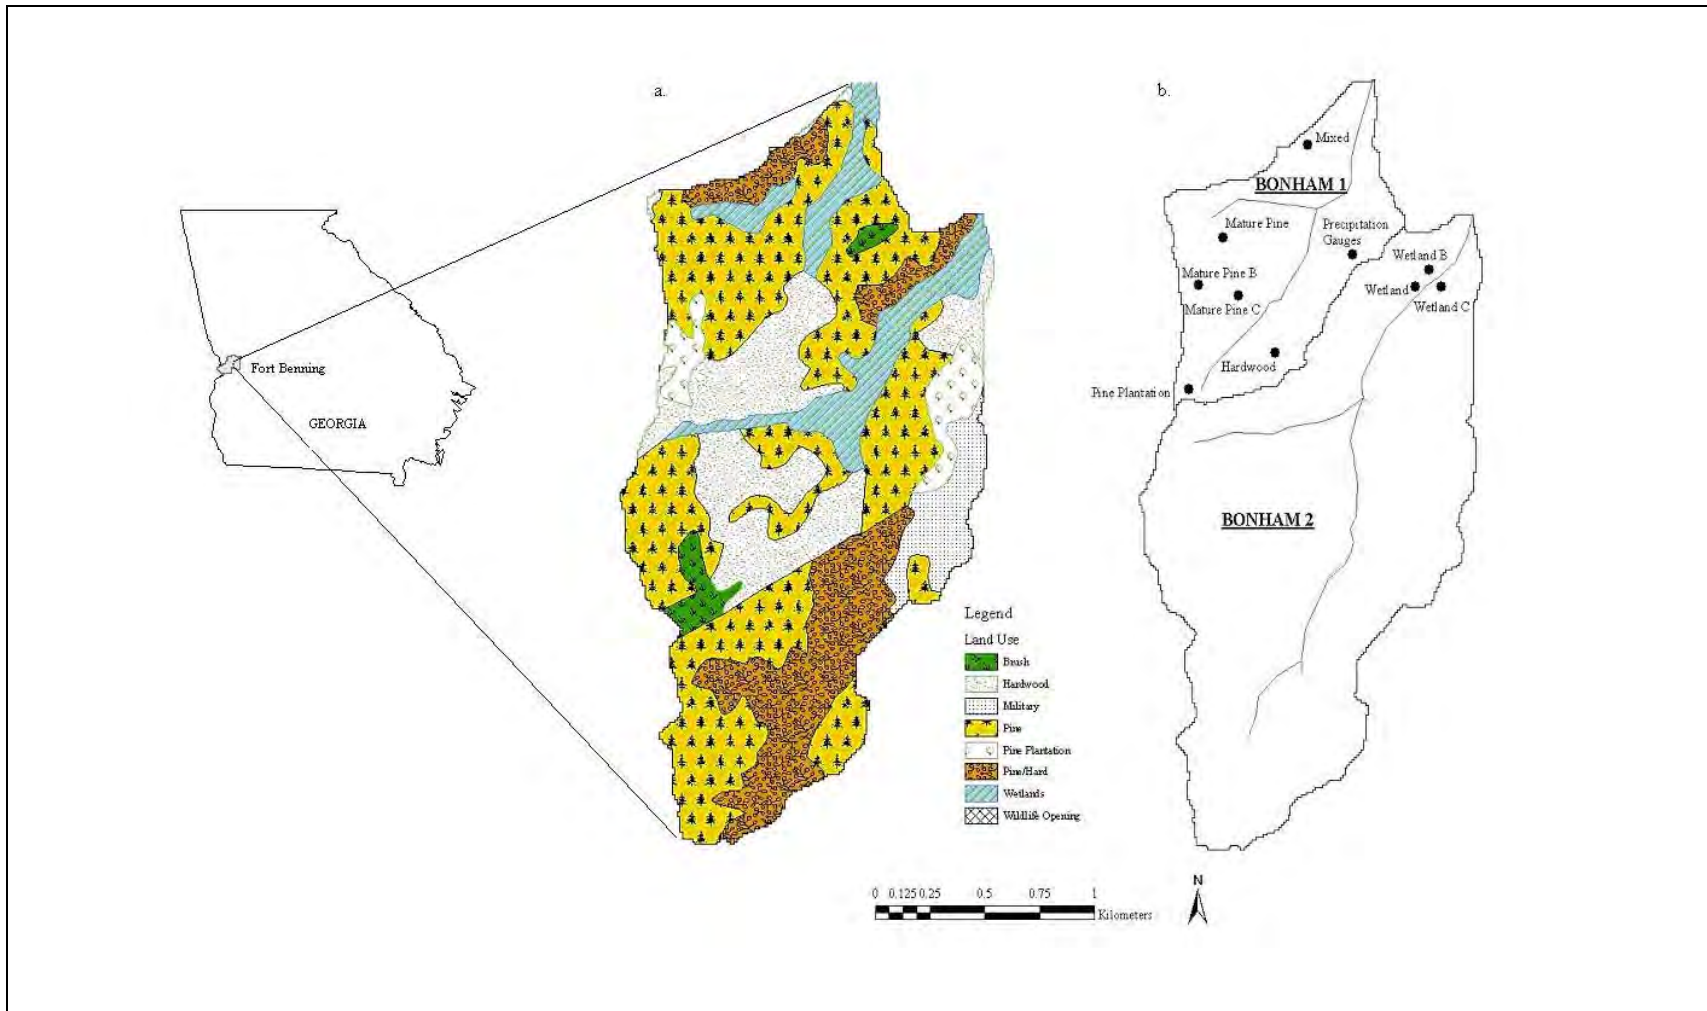 a.
b.
Fort Benning
GEORGIA
Legend
Land Use
Brush
Hardwood
Military
Pine
Pine Plantation
Pine/Hard
Wetlands
Wildlife Opening
0 0.125 0.25 0.5 0.75 1
Kilometers
Mixed
BONHAM 1
Mature Pine
Precipitation
Gauges
Wetland B
Mature Pine B
Wetland
Mature Pine C
Wetland C
Hardwood
Pine Plantation
BONHAM 2
N